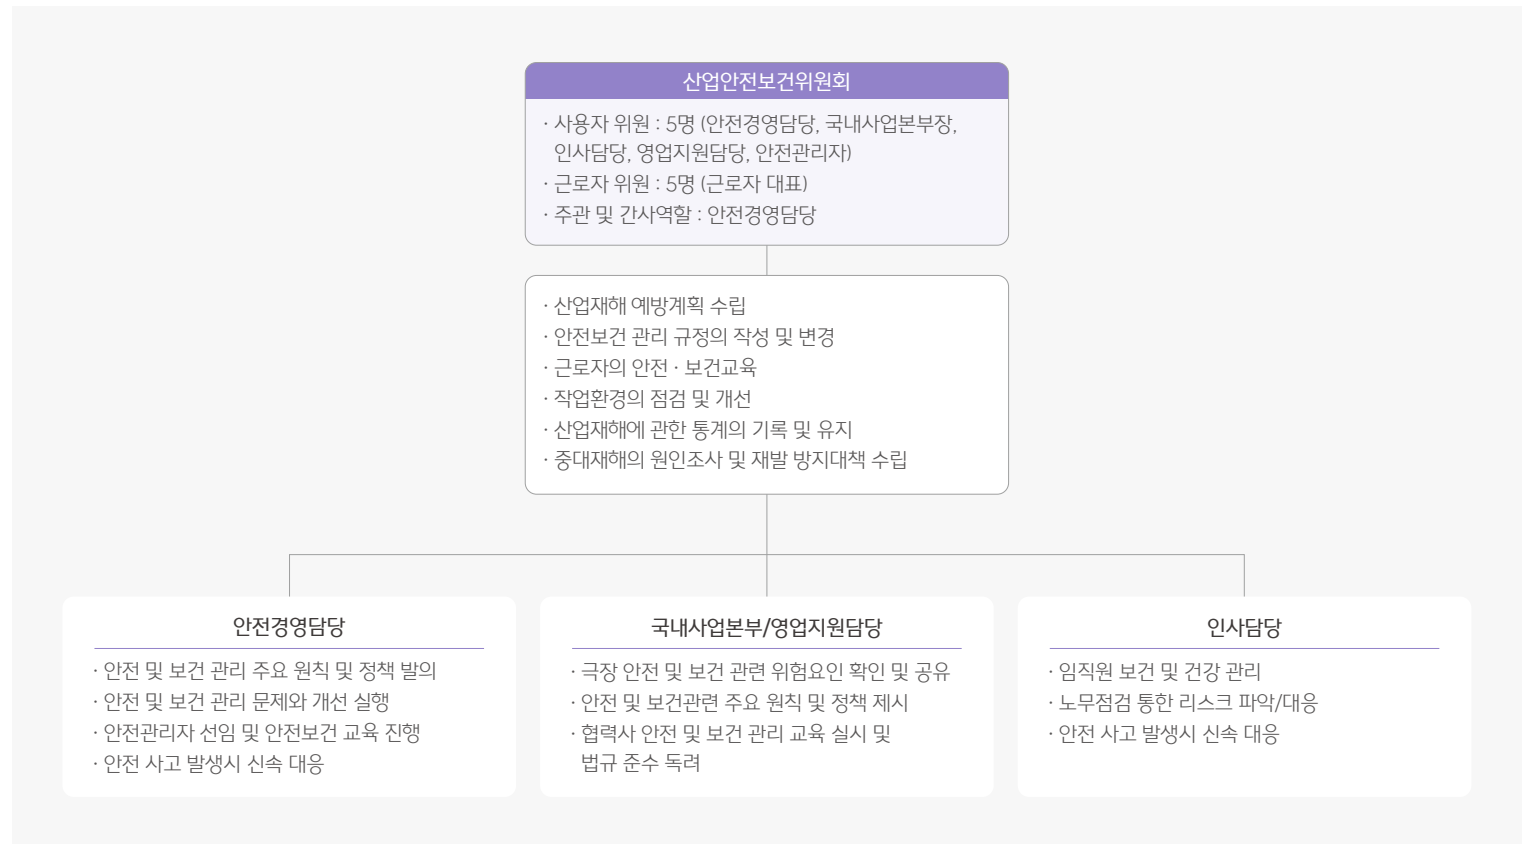 산업안전보건위원회
· 사용자 위원 : 5명 (안전경영담당, 국내사업본부장,
인사담당, 영업지원담당, 안전관리자)
· 근로자 위원 : 5명 (근로자 대표)
· 주관 및 간사역할 : 안전경영담당
· 산업재해 예방계획 수립
· 안전보건 관리 규정의 작성 및 변경
· 근로자의 안전 · 보건교육
· 작업환경의 점검 및 개선
· 산업재해에 관한 통계의 기록 및 유지
· 중대재해의 원인조사 및 재발 방지대책 수립
안전경영담당
· 안전 및 보건 관리 주요 원칙 및 정책 발의
· 안전 및 보건 관리 문제와 개선 실행
· 안전관리자 선임 및 안전보건 교육 진행
· 안전 사고 발생시 신속 대응
국내사업본부/영업지원담당
· 극장 안전 및 보건 관련 위험요인 확인 및 공유
· 안전 및 보건관련 주요 원칙 및 정책 제시
· 협력사 안전 및 보건 관리 교육 실시 및
법규 준수 독려
인사담당
· 임직원 보건 및 건강 관리
· 노무점검 통한 리스크 파악/대응
· 안전 사고 발생시 신속 대응